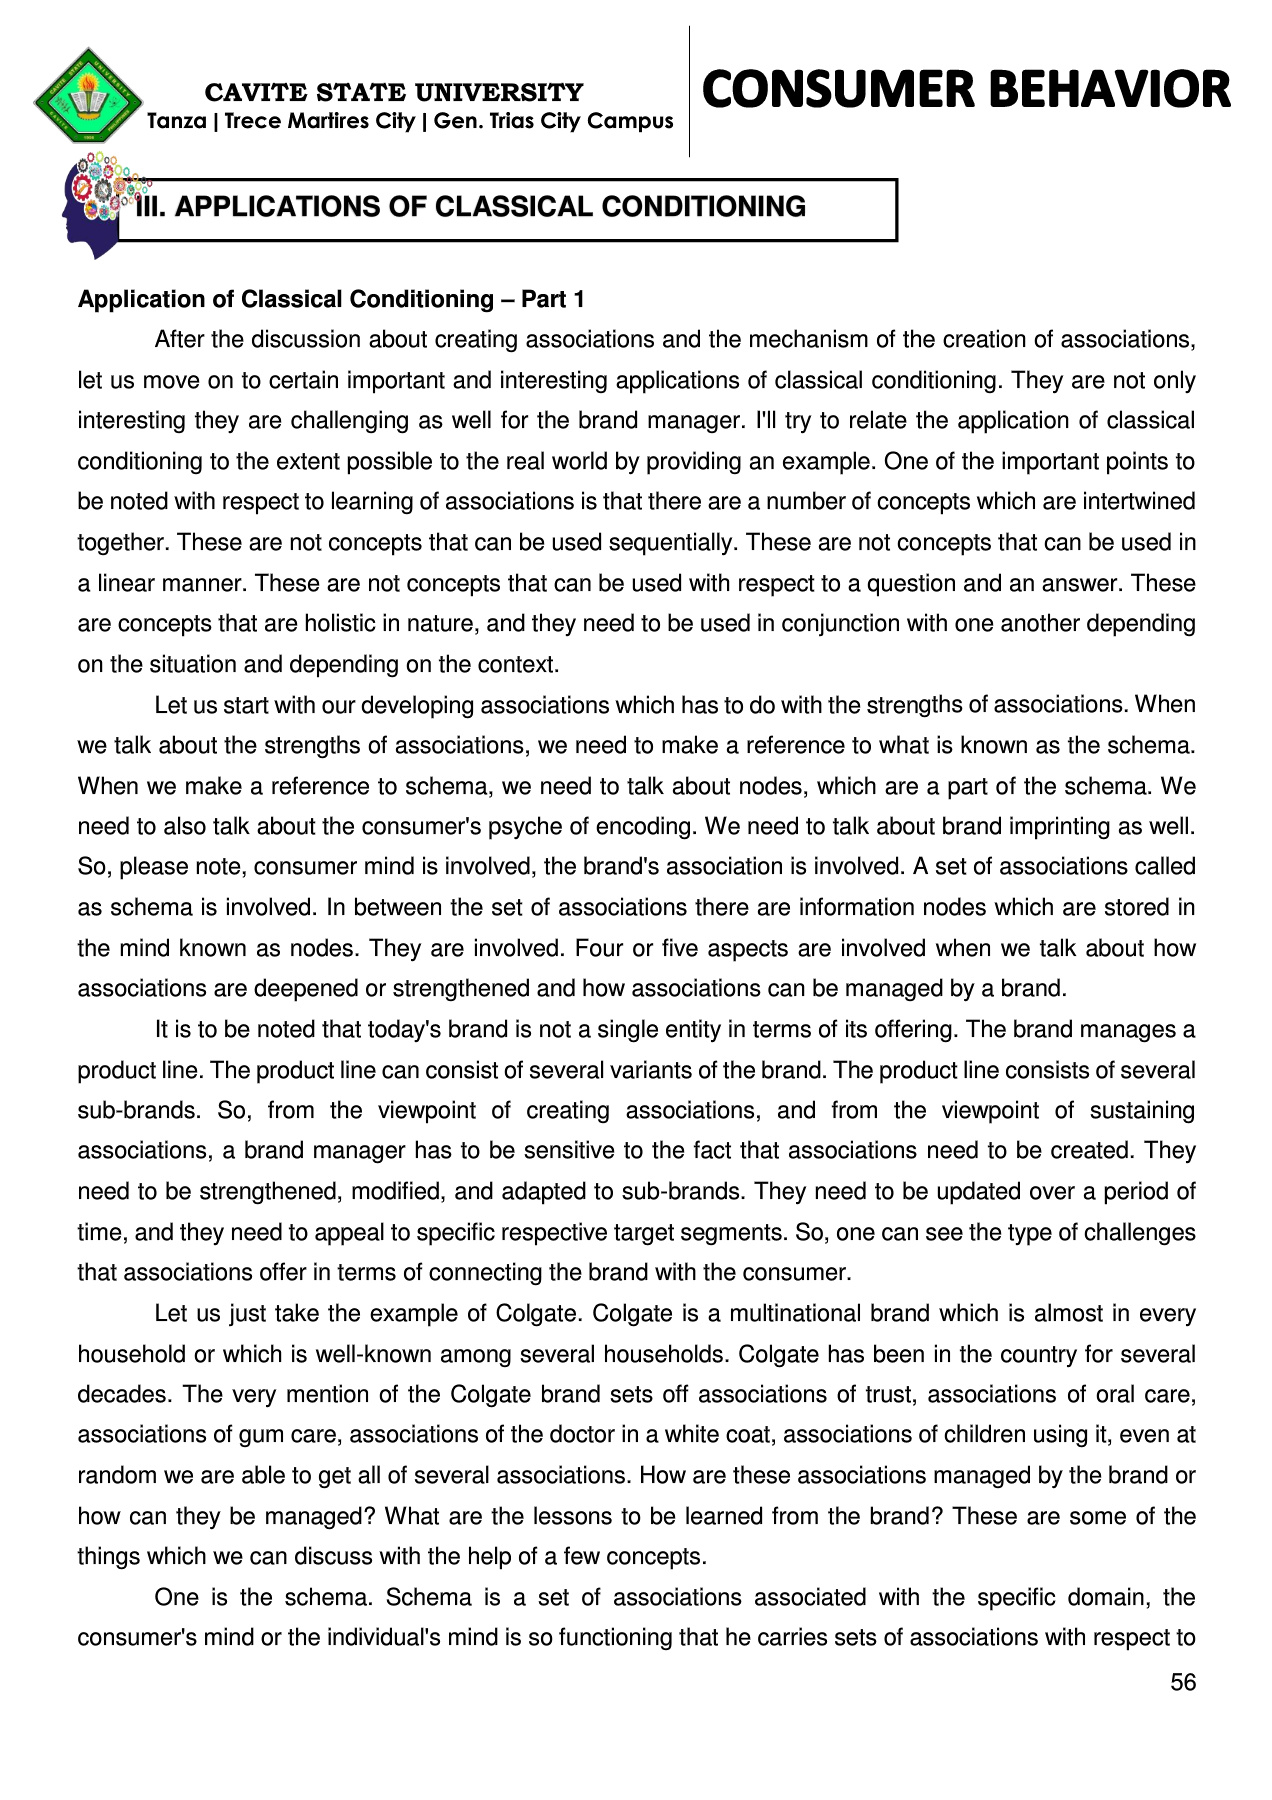 CAVITE STATE UNIVERSITY
Tanza | Trece Martires City | Gen. Trias City Campus
CONSUMER BEHAVIOR
III. APPLICATIONS OF CLASSICAL CONDITIONING
Application of Classical Conditioning – Part 1
After the discussion about creating associations and the mechanism of the creation of associations,
let us move on to certain important and interesting applications of classical conditioning. They are not only
interesting they are challenging as well for the brand manager. I'll try to relate the application of classical
conditioning to the extent possible to the real world by providing an example. One of the important points to
be noted with respect to learning of associations is that there are a number of concepts which are intertwined
together. These are not concepts that can be used sequentially. These are not concepts that can be used in
a linear manner. These are not concepts that can be used with respect to a question and an answer. These
are concepts that are holistic in nature, and they need to be used in conjunction with one another depending
on the situation and depending on the context.
Let us start with our developing associations which has to do with the strengths of associations. When
we talk about the strengths of associations, we need to make a reference to what is known as the schema.
When we make a reference to schema, we need to talk about nodes, which are a part of the schema. We
need to also talk about the consumer's psyche of encoding. We need to talk about brand imprinting as well.
So, please note, consumer mind is involved, the brand's association is involved. A set of associations called
as schema is involved. In between the set of associations there are information nodes which are stored in
the mind known as nodes. They are involved. Four or five aspects are involved when we talk about how
associations are deepened or strengthened and how associations can be managed by a brand.
It is to be noted that today's brand is not a single entity in terms of its offering. The brand manages a
product line. The product line can consist of several variants of the brand. The product line consists of several
sub-brands. So, from the viewpoint of creating associations, and from the viewpoint of sustaining
associations, a brand manager has to be sensitive to the fact that associations need to be created. They
need to be strengthened, modified, and adapted to sub-brands. They need to be updated over a period of
time, and they need to appeal to specific respective target segments. So, one can see the type of challenges
that associations offer in terms of connecting the brand with the consumer.
Let us just take the example of Colgate. Colgate is a multinational brand which is almost in every
household or which is well-known among several households. Colgate has been in the country for several
decades. The very mention of the Colgate brand sets off associations of trust, associations of oral care,
associations of gum care, associations of the doctor in a white coat, associations of children using it, even at
random we are able to get all of several associations. How are these associations managed by the brand or
how can they be managed? What are the lessons to be learned from the brand? These are some of the
things which we can discuss with the help of a few concepts.
One is the schema. Schema is a set of associations associated with the specific domain, the
consumer's mind or the individual's mind is so functioning that he carries sets of associations with respect to
56